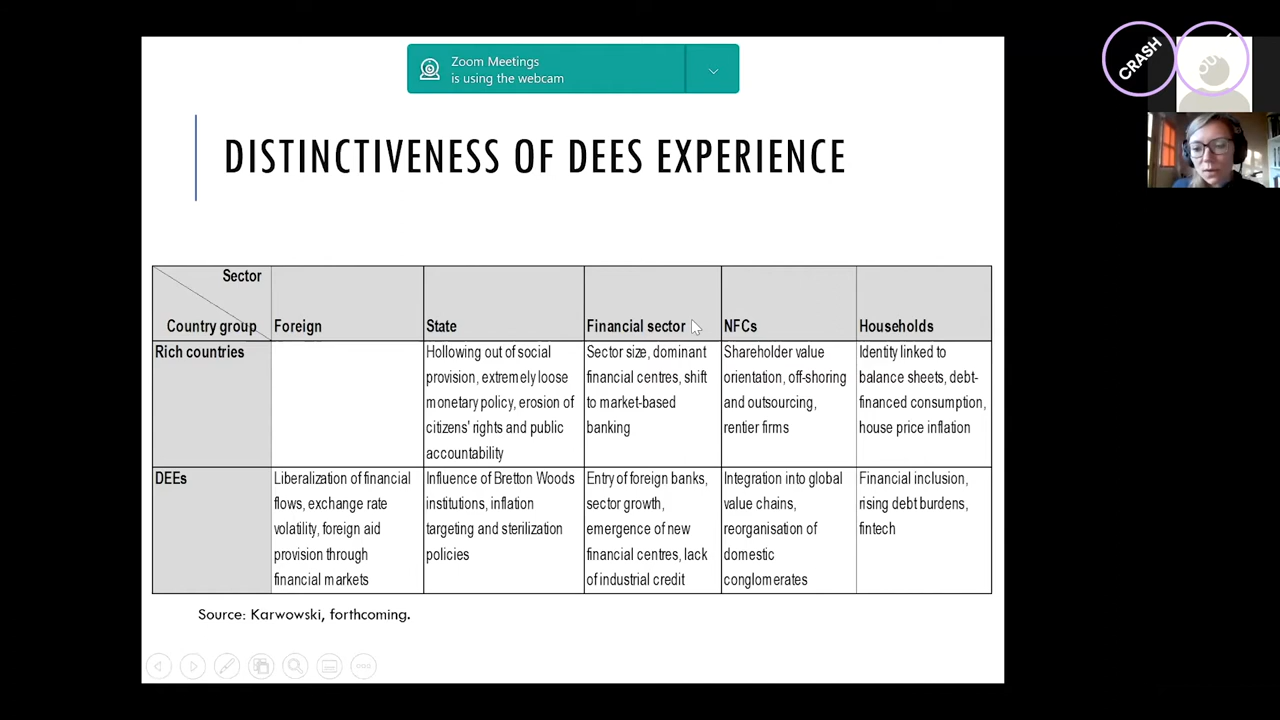 Zoom Meetings
is using the webcam
CRASH
DISTINCTIVENESS OF DEES EXPERIENCE
Sector
Country group
Foreign
State
Financial sector
NFCs
Households
Rich countries
Hollowing out of social
provision, extremely loose
monetary policy, erosion of
citizens' rights and public
accountability
Sector size, dominant
financial centres, shift
to market-based
banking
Shareholder value
orientation, off-shoring
and outsourcing,
rentier firms
Identity linked to
balance sheets, debt-
financed consumption,
house price inflation
DEEs
Liberalization of financial
flows, exchange rate
volatility, foreign aid
provision through
financial markets
Influence of Bretton Woods
institutions, inflation
targeting and sterilization
policies
Entry of foreign banks,
sector growth,
emergence of new
financial centres, lack
of industrial credit
Integration into global
value chains,
reorganisation of
domestic
conglomerates
Financial inclusion,
rising debt burdens,
fintech
Source: Karwowski, forthcoming.